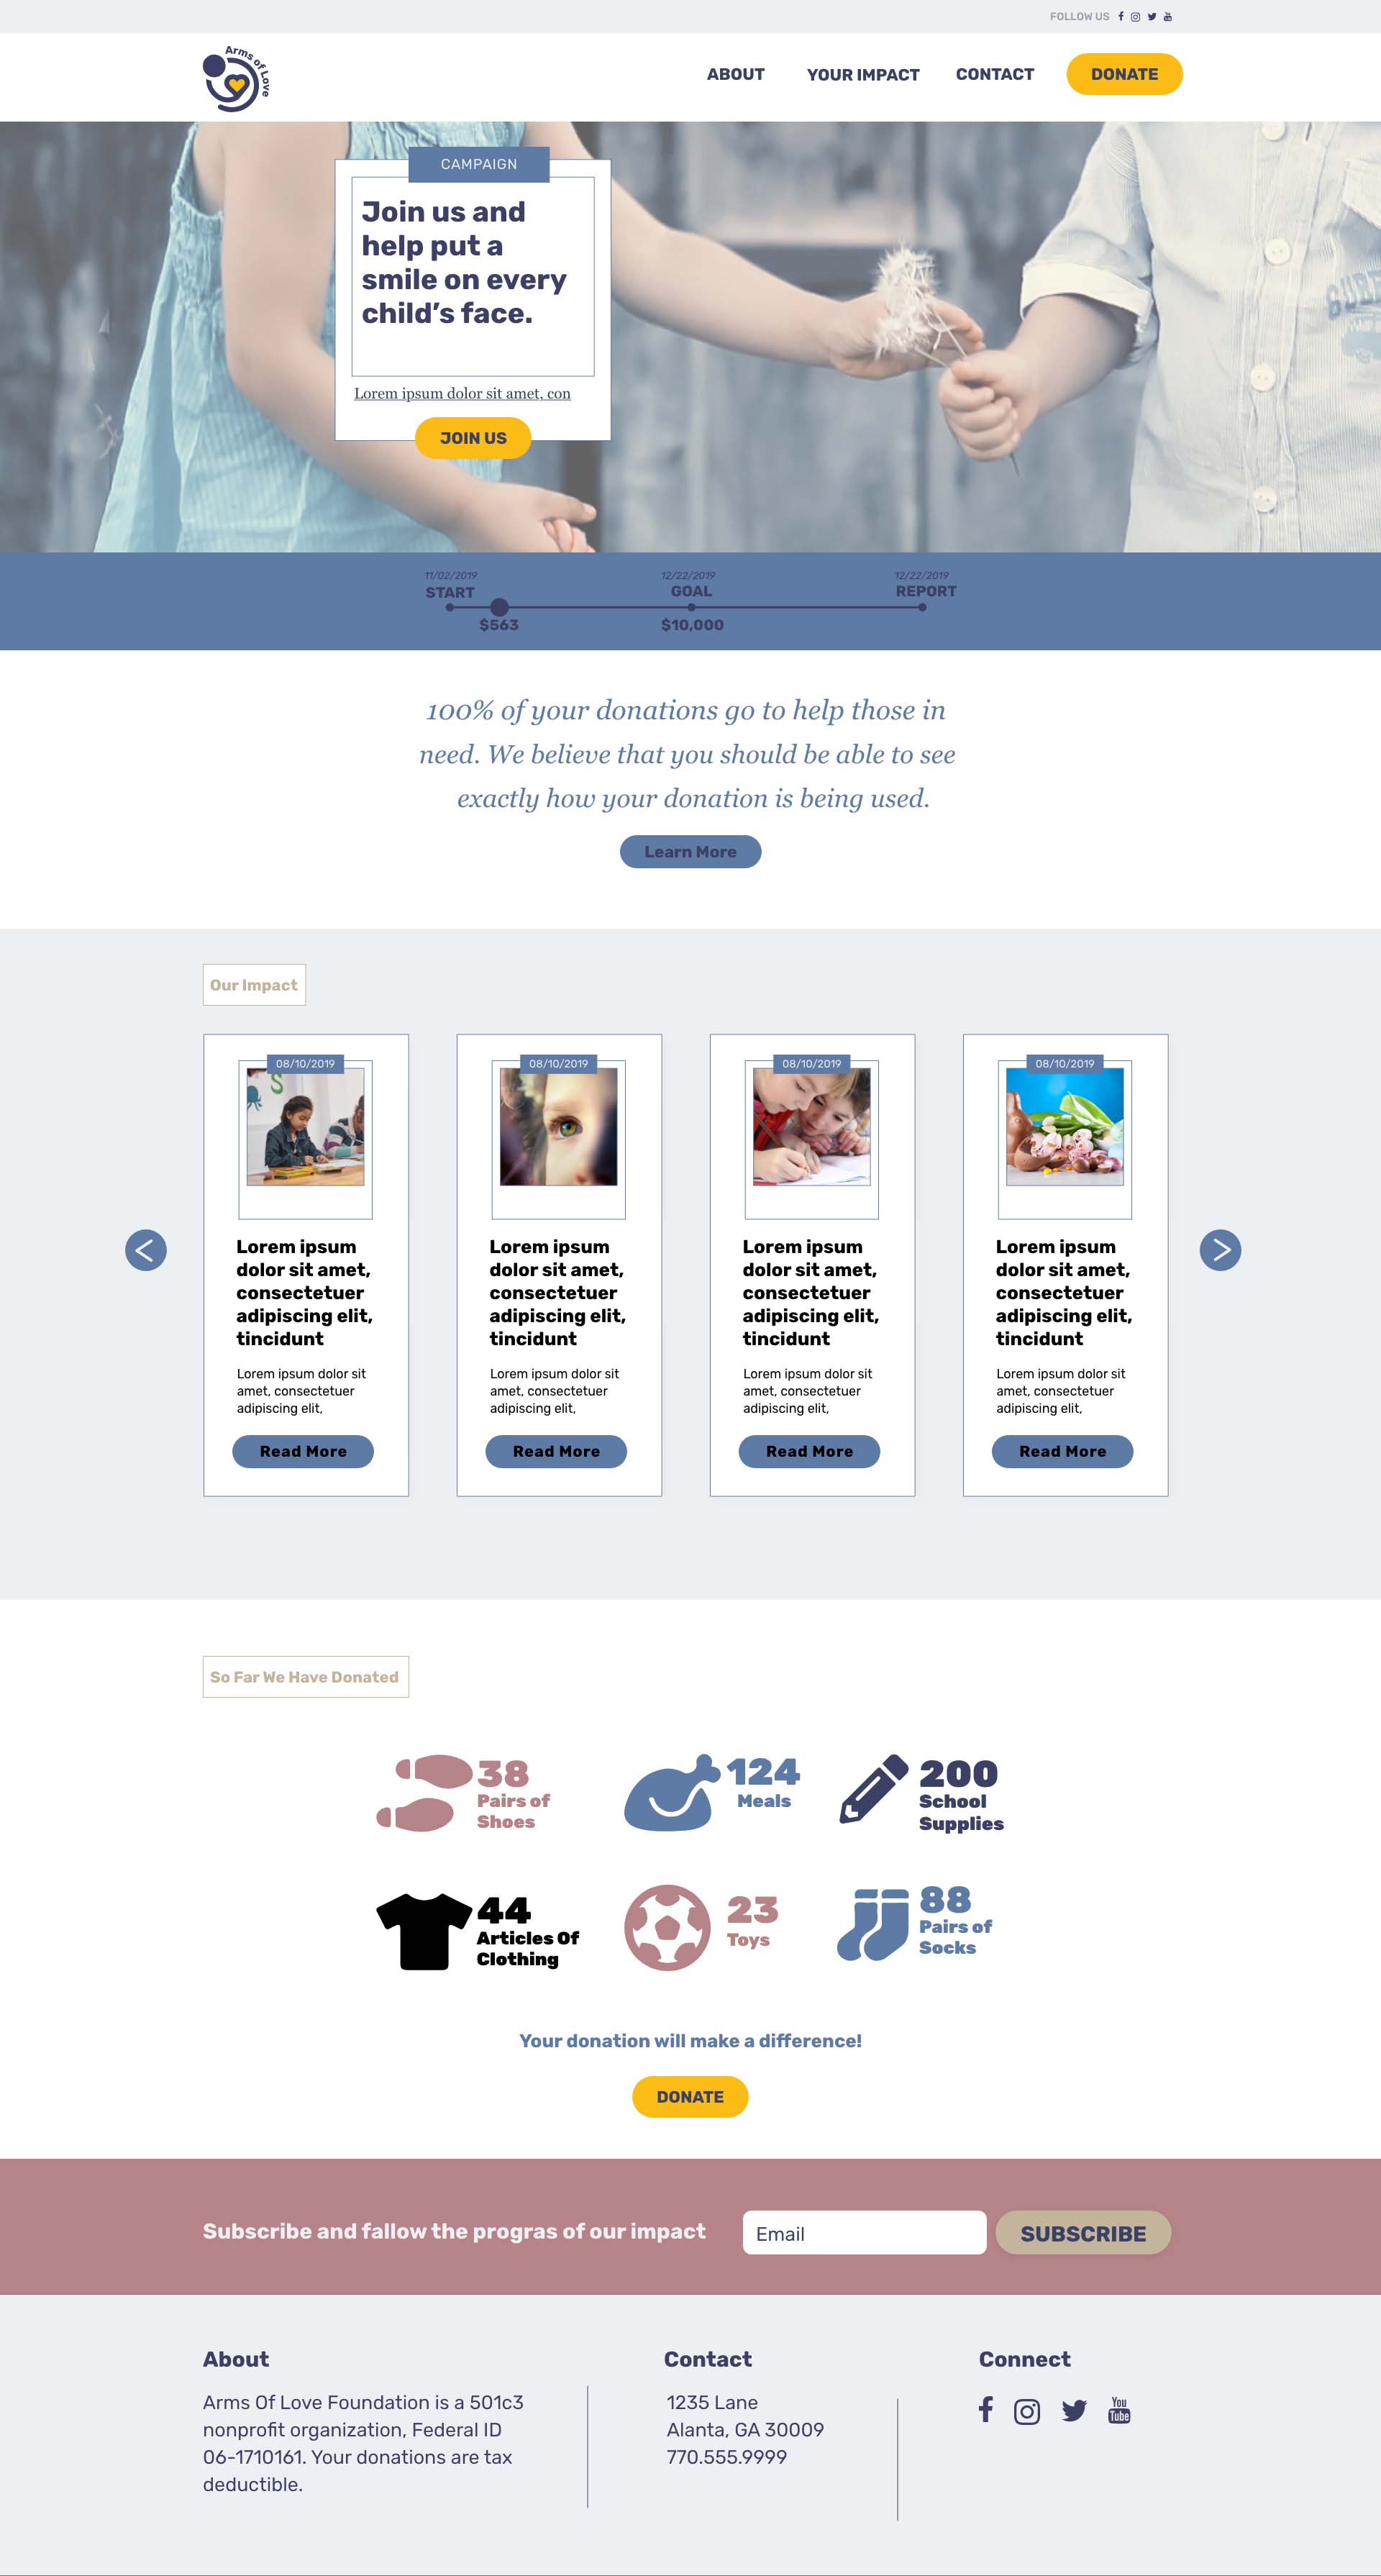 FOLLOW US
Arms of Love
ABOUT
YOUR IMPACT
CONTACT
DONATE
CAMPAIGN
Join us and
help put a
smile on every
child's face.
Lorem ipsum dolor sit amet, con
JOIN US
11/02/2019
START
12/22/2019
GOAL
12/22/2019
REPORT
$563
$10,000
100% of your donations go to help those in
need. We believe that you should be able to see
exactly how your donation is being used.
Learn More
Our Impact
08/10/2019
Lorem ipsum
dolor sit amet,
consectetuer
adipiscing elit,
tincidunt
Lorem ipsum dolor sit
amet, consectetuer
adipiscing elit,
Read More
08/10/2019
Lorem ipsum
dolor sit amet,
consectetuer
adipiscing elit,
tincidunt
Lorem ipsum dolor sit
amet, consectetuer
adipiscing elit,
Read More
08/10/2019
Lorem ipsum
dolor sit amet,
consectetuer
adipiscing elit,
tincidunt
Lorem ipsum dolor sit
amet, consectetuer
adipiscing elit,
Read More
08/10/2019
Lorem ipsum
dolor sit amet,
consectetuer
adipiscing elit,
tincidunt
Lorem ipsum dolor sit
amet, consectetuer
adipiscing elit,
Read More
So Far We Have Donated
38
Pairs of
Shoes
124
Meals
200
School
Supplies
44
Articles Of
Clothing
23
Toys
88
Pairs of
Socks
Your donation will make a difference!
DONATE
Subscribe and fallow the progras of our impact
Email
SUBSCRIBE
About
Arms Of Love Foundation is a 501c3
nonprofit organization, Federal ID
06-1710161. Your donations are tax
deductible.
Contact
1235 Lane
Alanta, GA 30009
770.555.9999
Connect
You
Tube